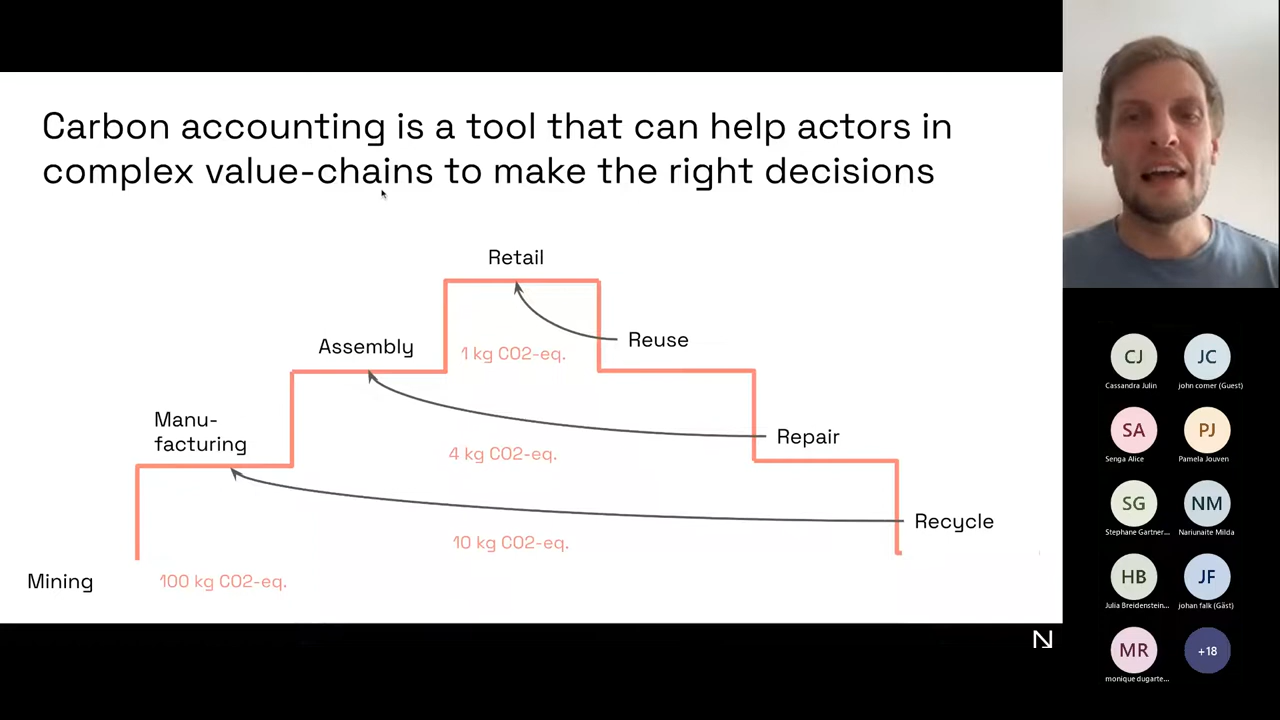 Carbon accounting is a tool that can help actors in
complex value-chains to make the right decisions
Retail
Reuse
1 kg CO2-eq.
Assembly
Manu-
facturing
Repair
4 kg CO2-eq.
Recycle
10 kg CO2-eq.
Mining
100 kg CO2-eq.
N
CJ
JC
Cassandra Julin
john comer (Guest)
SA
PJ
Senga Alice
Pamela Jouven
SG
NM
Stephane Gartner...
Nariunaite Milda
HB
JF
Julia Breidenstein...
johan falk (Gäst)
MR
+18
monique dugarte...